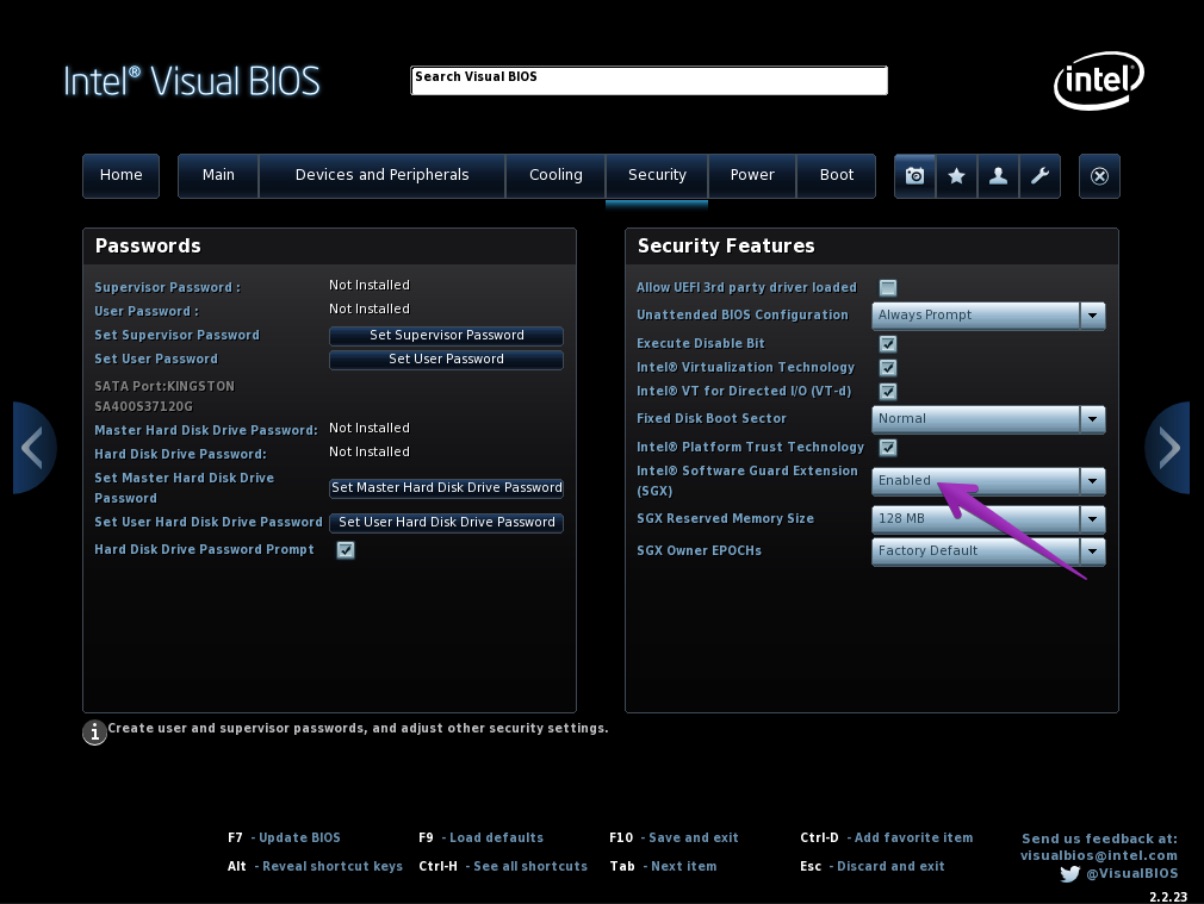 Intel® Visual BIOS
Search Visual BIOS
intel®
Home
Main
Devices and Peripherals
Cooling
Security
Power
Boot
Passwords
Supervisor Password :
Not Installed
User Password :
Not Installed
Set Supervisor Password
Set Supervisor Password
Set User Password
Set User Password
SATA Port:KINGSTON
SA400S37120G
Master Hard Disk Drive Password:
Not Installed
Hard Disk Drive Password:
Not Installed
Set Master Hard Disk Drive
Password
Set Master Hard Disk Drive Password
Set User Hard Disk Drive Password
Set User Hard Disk Drive Password
Hard Disk Drive Password Prompt
Security Features
Allow UEFI 3rd party driver loaded
Unattended BIOS Configuration
Always Prompt
Execute Disable Bit
Intel® Virtualization Technology
Intel® VT for Directed I/O (VT-d)
Fixed Disk Boot Sector
Normal
Intel® Platform Trust Technology
Intel® Software Guard Extension
(SGX)
Enabled
SGX Reserved Memory Size
128 MB
SGX Owner EPOCHs
Factory Default
Create user and supervisor passwords, and adjust other security settings.
F7 - Update BIOS
F9 - Load defaults
F10 - Save and exit
Ctrl-D - Add favorite item
Alt - Reveal shortcut keys
Ctrl-H - See all shortcuts
Tab - Next item
Esc - Discard and exit
Send us feedback at:
visualbios@intel.com
@VisualBIOS
2.2.23